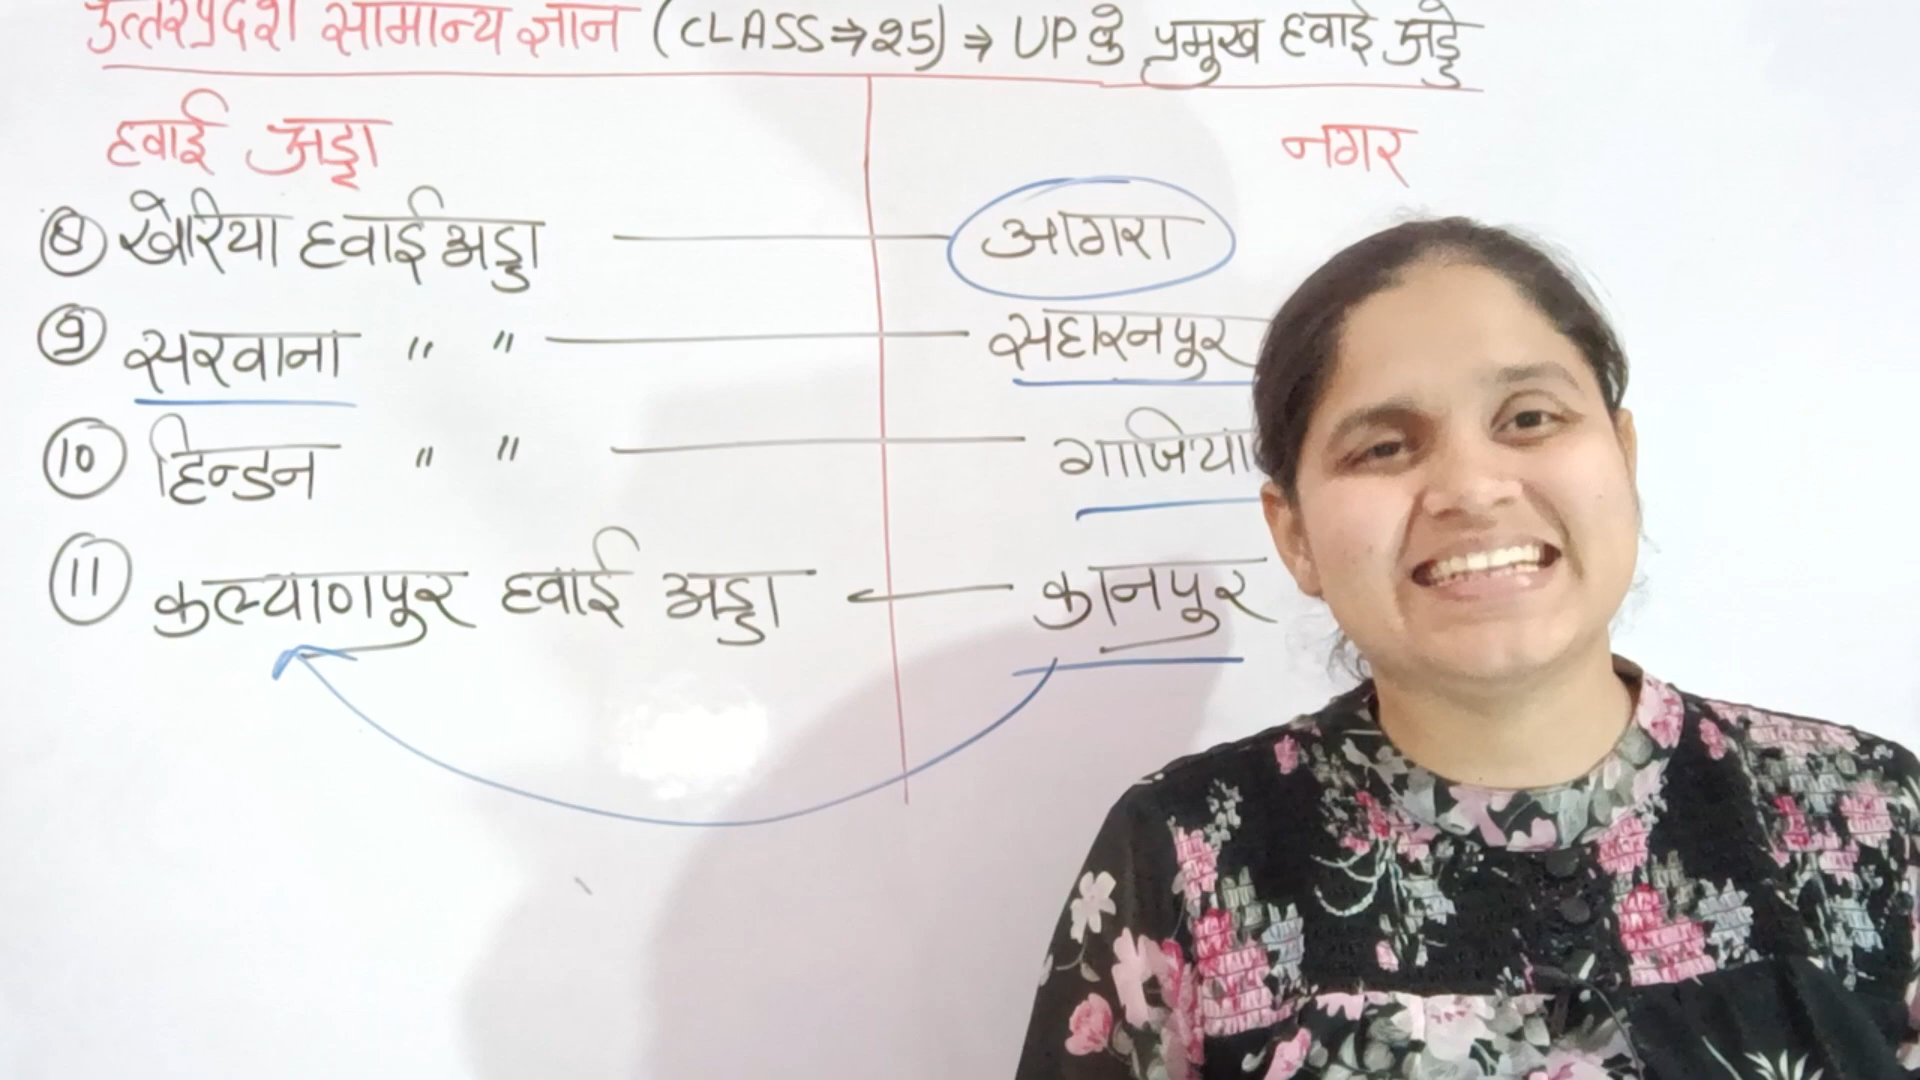 उत्तरप्रदेश सामान्य ज्ञान (CLASS⇒25) ⇒ UP के प्रमुख हवाई अड्डे
हवाई अड्डा नगर
⑧ खेरिया हवाई अड्डा — आगरा
⑨ सरवाना " " — सहारनपुर
⑩ हिन्डन " " — गाजिया
⑪ कल्याणपुर हवाई अड्डा — कानपुर